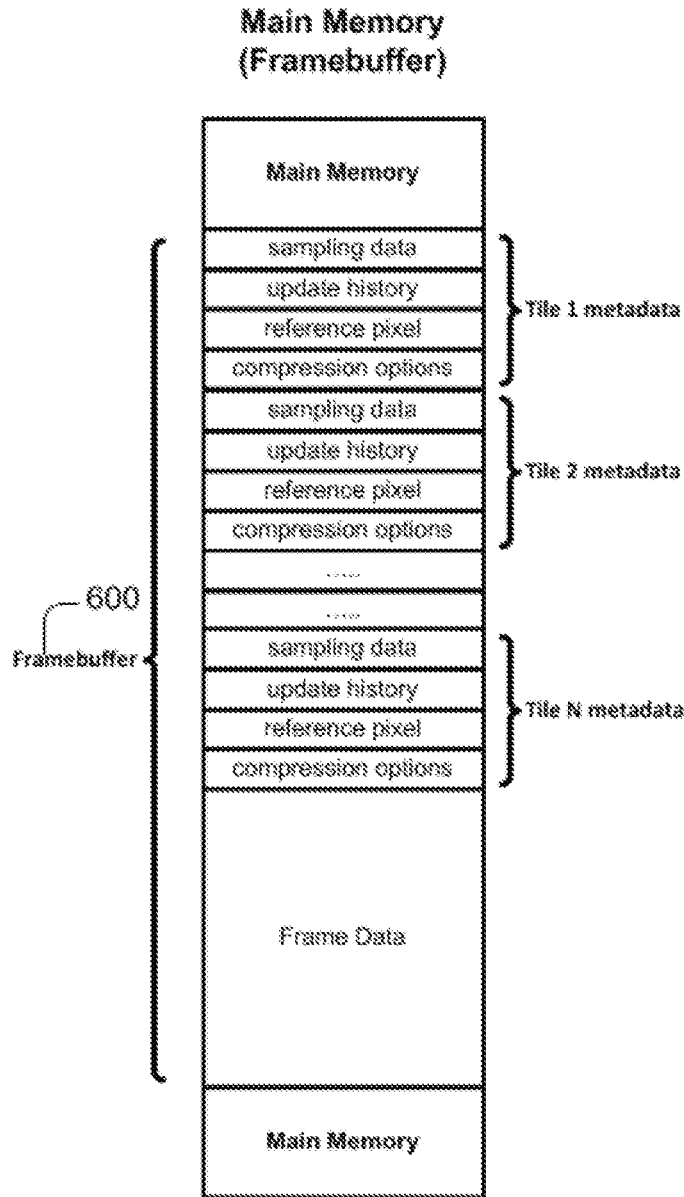 Main Memory
(Framebuffer)
Main Memory
sampling data
update history
reference pixel
compression options
Tile 1 metadata
sampling data
update history
reference pixel
compression options
Tile 2 metadata
.....
.....
600
Framebuffer
sampling data
update history
reference pixel
compression options
Tile N metadata
Frame Data
Main Memory